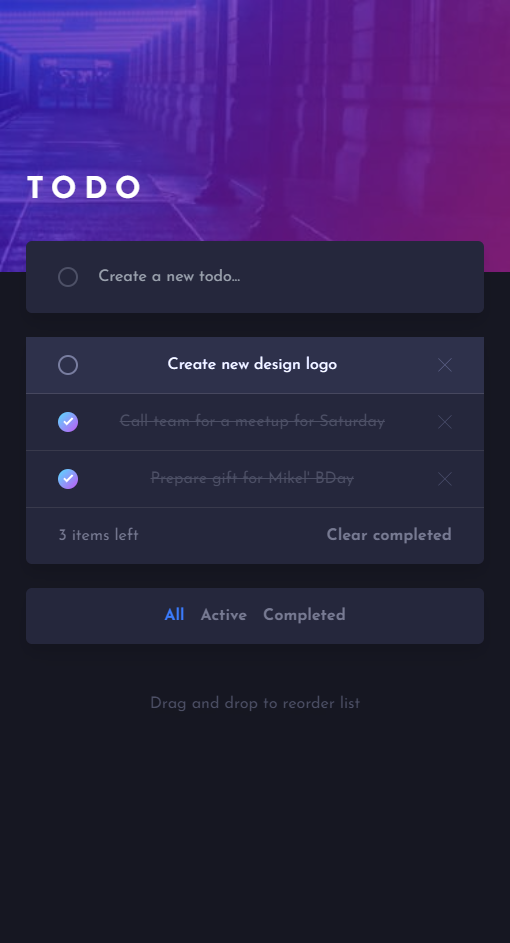 TODO
Create a new todo...
Create new design logo
Call team for a meetup for Saturday
Prepare gift for Mikel' BDay
3 items left Clear completed
All Active Completed
Drag and drop to reorder list